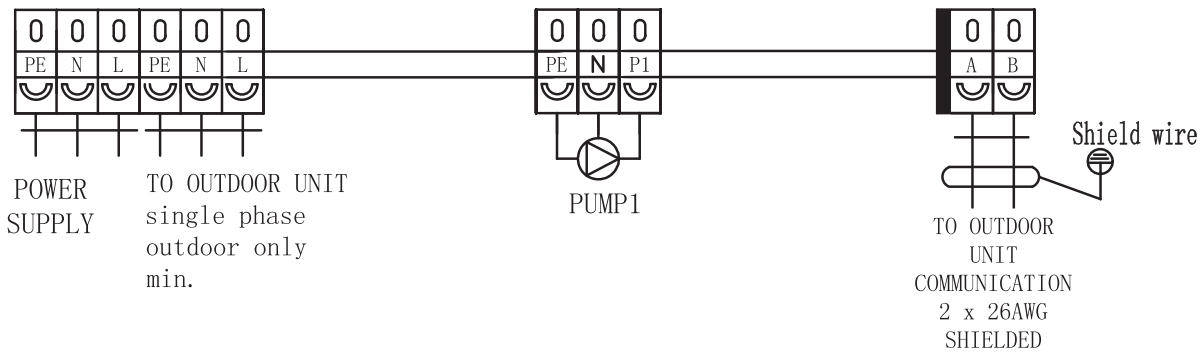 0 0 0 0 0 0 0 0 0 0 0
PE N L PE N L PE N P1 A B
POWER
SUPPLY
TO OUTDOOR UNIT
single phase
outdoor only
min.
PUMP1
Shield wire
TO OUTDOOR
UNIT
COMMUNICATION
2 x 26AWG
SHIELDED